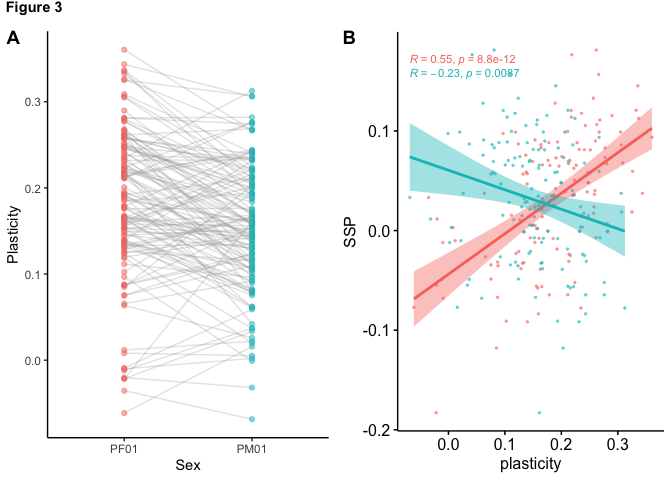 Figure 3
A
Plasticity
0.3
0.2
0.1
0.0
PF01 PM01
Sex
B
R = 0.55, p = 8.8e-12
R = −0.23, p = 0.0087
SSP
0.1
0.0
-0.1
-0.2
0.0 0.1 0.2 0.3
plasticity